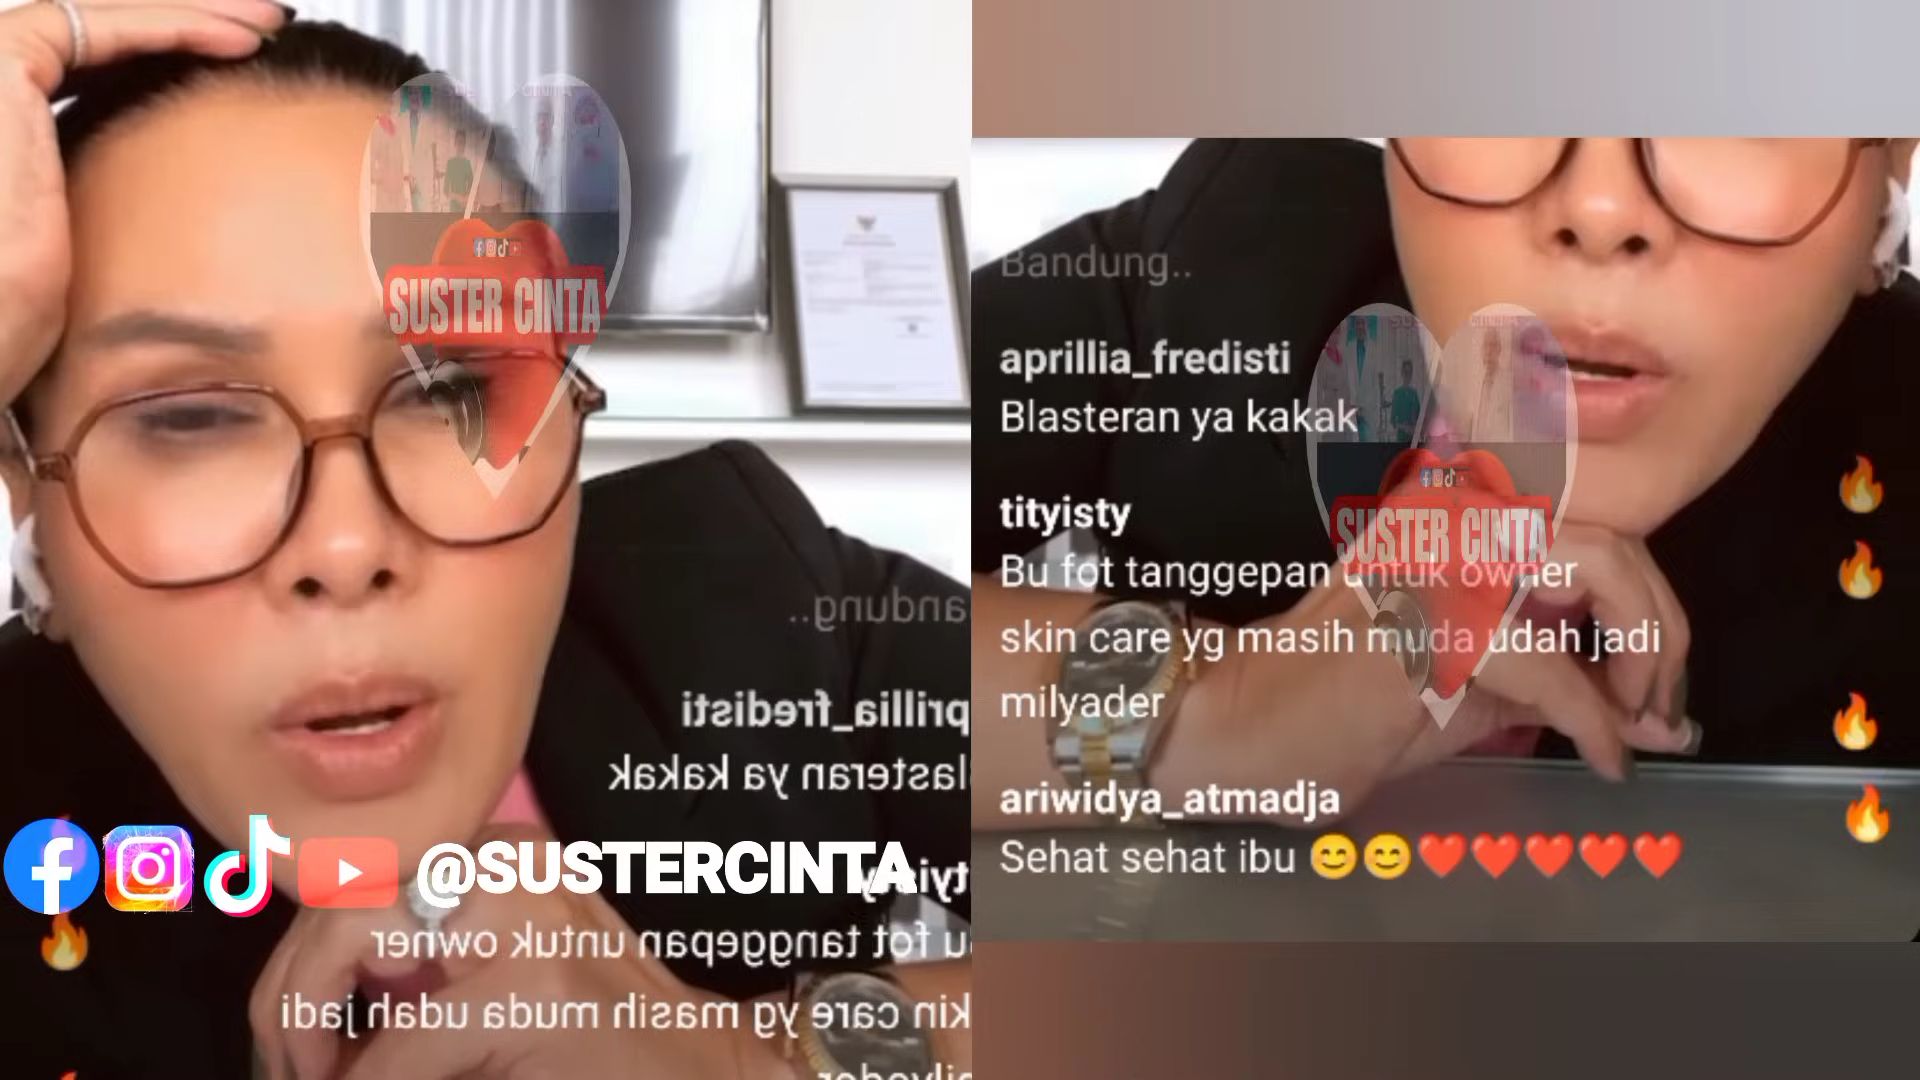 SUSTER CINTA
Bandung..
prillia_fredisti
lasteran ya kakak
@SUSTERCINTA
tyisty
u fot tanggepan untuk owner
kin care yg masih muda udah jadi
Bandung..
aprillia_fredisti
Blasteran ya kakak
SUSTER CINTA
tityisty
Bu fot tanggepan untuk owner
skin care yg masih muda udah jadi
milyader
ariwidya_atmadja
Sehat sehat ibu 😊😊❤️❤️❤️❤️❤️